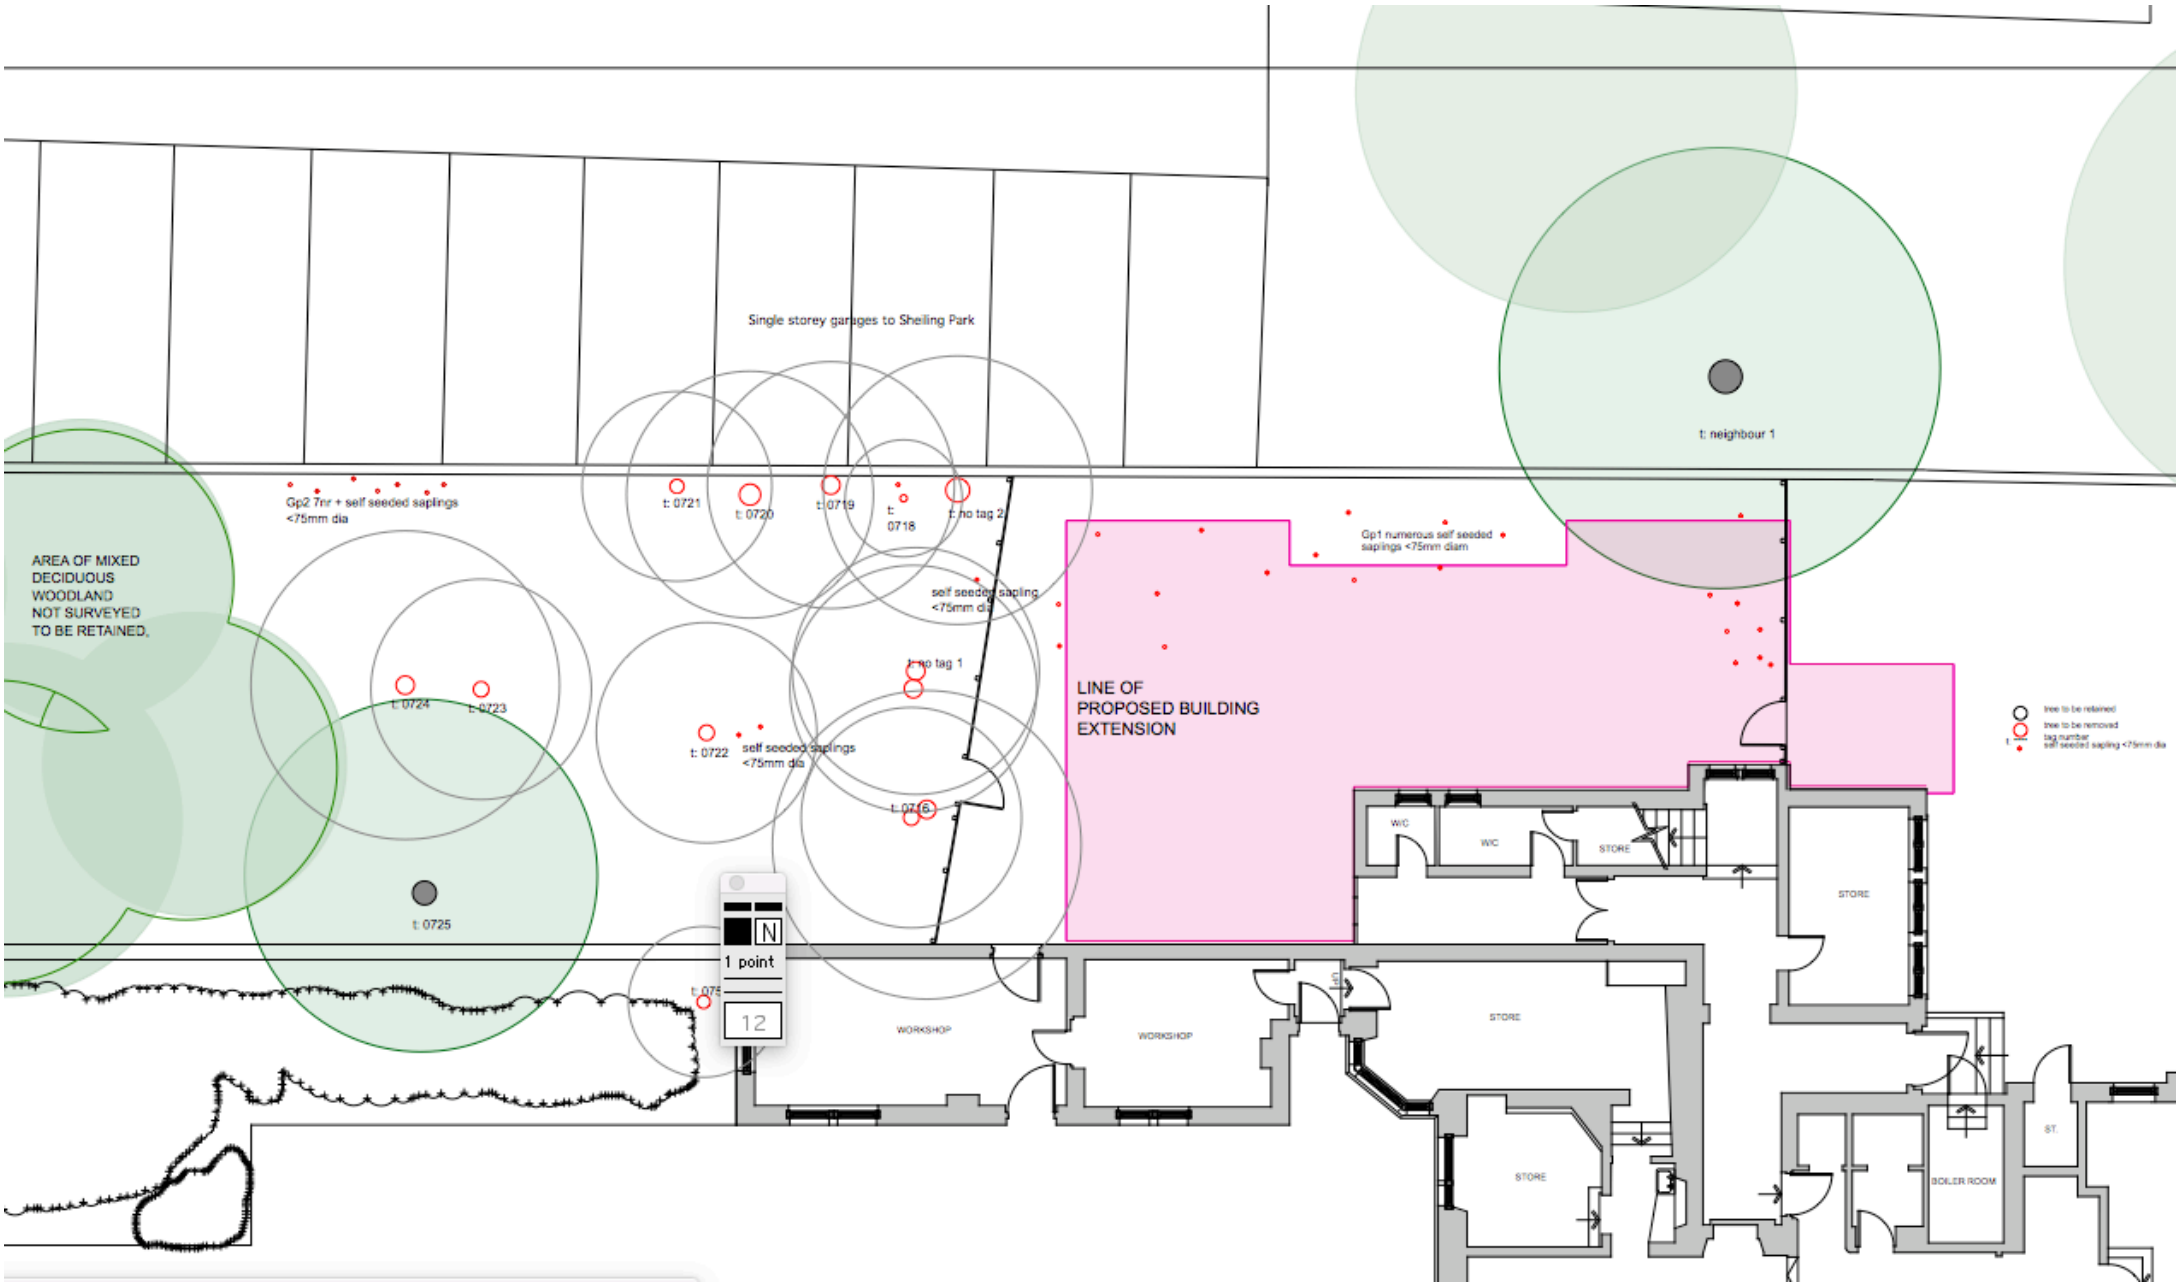 Single storey garages to Sheiling Park
t: neighbour 1
Gp2 7nr + self seeded saplings
<75mm dia
t: 0721
t: 0720
t: 0719
t:
0718
t: no tag 2
Gp1 numerous self seeded
saplings <75mm diam
AREA OF MIXED
DECIDUOUS
WOODLAND
NOT SURVEYED
TO BE RETAINED,
self seeded sapling
<75mm dia
t: no tag 1
t: 0724
t: 0723
LINE OF
PROPOSED BUILDING
EXTENSION
t: 0722
self seeded saplings
<75mm dia
tree to be retained
tree to be removed
t:
tag number
self seeded sapling <75mm dia
t: 0716
W/C
W/C
STORE
STORE
t: 0725
N
1 point
12
t: 075
UP
WORKSHOP
WORKSHOP
STORE
ST.
STORE
BOILER ROOM